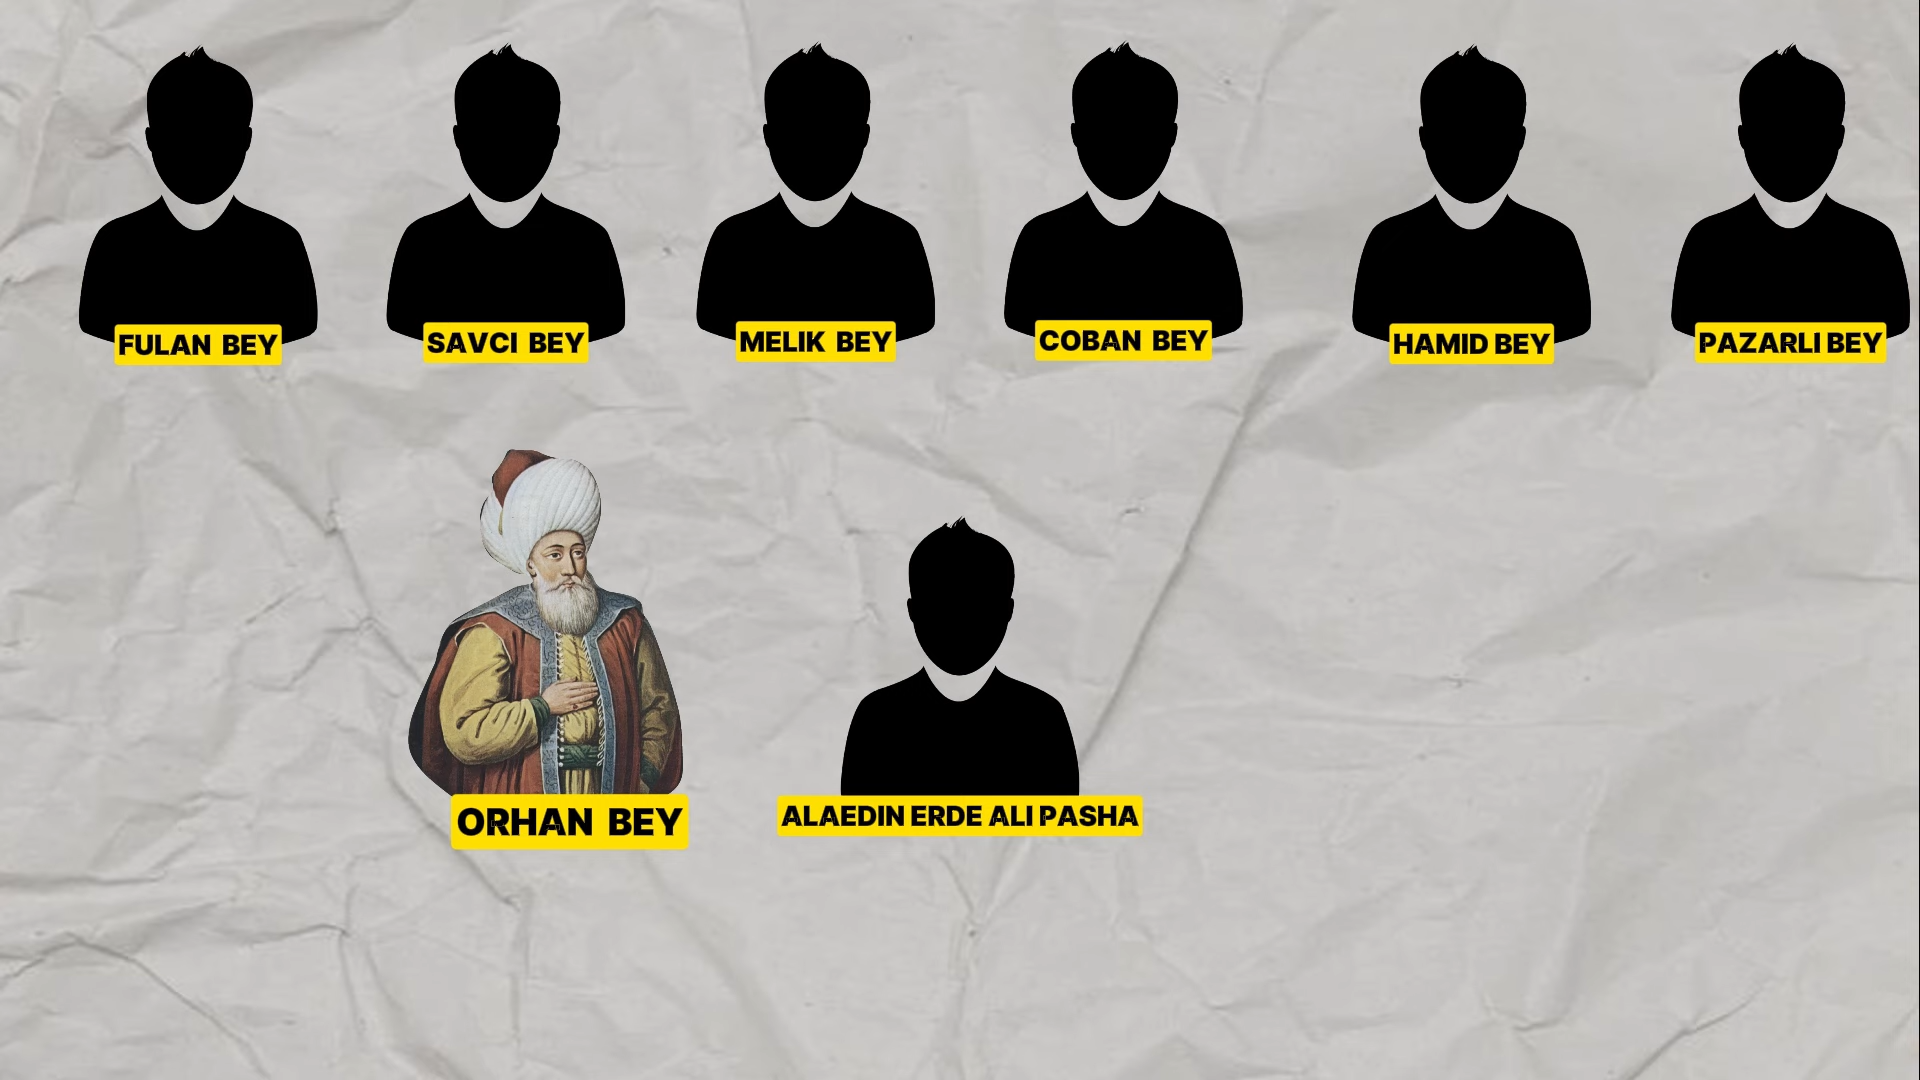 FULAN BEY
SAVCI BEY
MELIK BEY
COBAN BEY
HAMID BEY
PAZARLI BEY
ORHAN BEY
ALAEDIN ERDE ALI PASHA